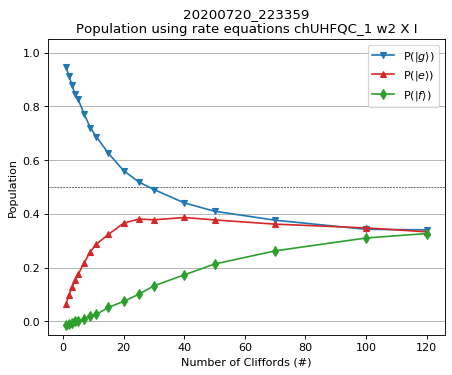 20200720_223359
Population using rate equations chUHFQC_1 w2 X I
Population
1.0
0.8
0.6
0.4
0.2
0.0
P(|g⟩)
P(|e⟩)
P(|f⟩)
0 20 40 60 80 100 120
Number of Cliffords (#)